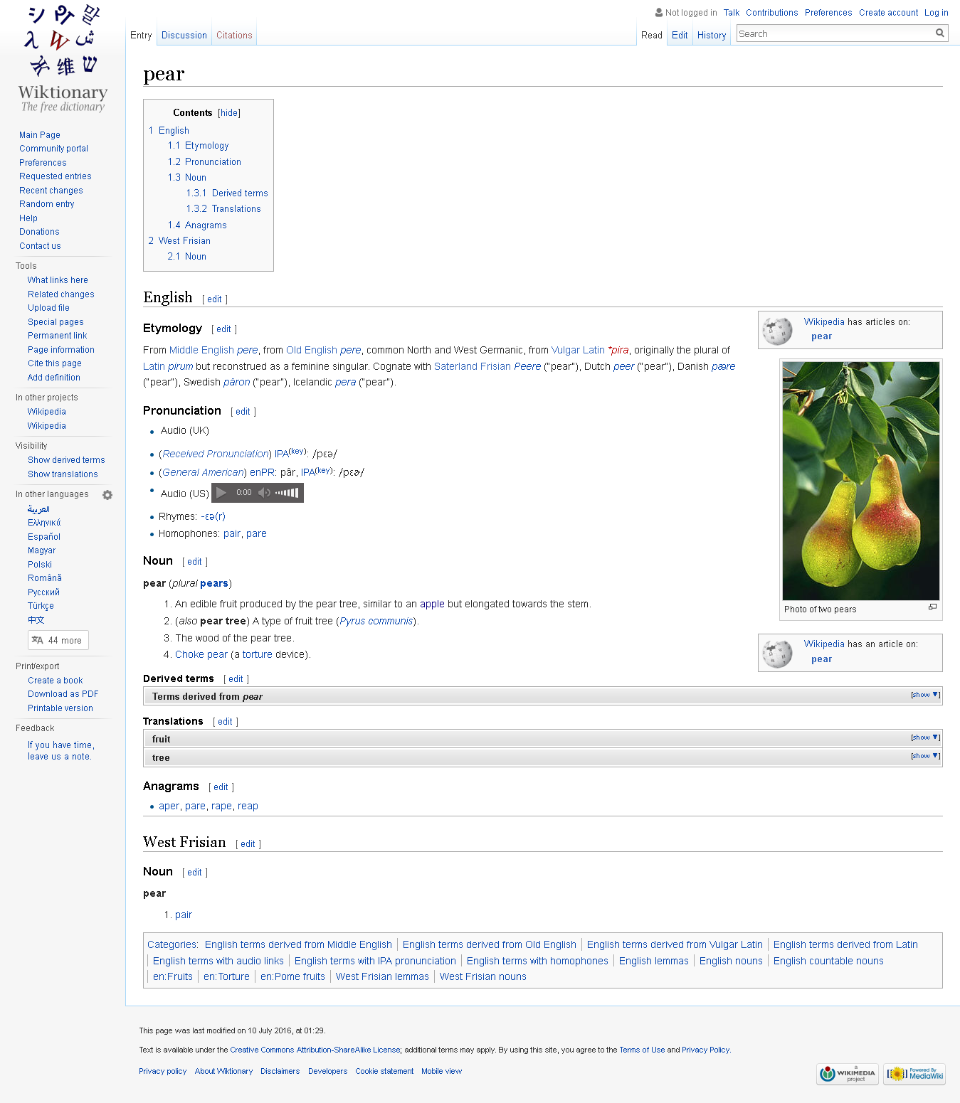 Not logged in Talk Contributions Preferences Create account Log in
Entry Discussion Citations Read Edit History Search
Wiktionary
The free dictionary
Main Page
Community portal
Preferences
Requested entries
Recent changes
Random entry
Help
Donations
Contact us
Tools
What links here
Related changes
Upload file
Special pages
Permanent link
Page information
Cite this page
Add definition
In other projects
Wikipedia
Wikipedia
Visibility
Show derived terms
Show translations
In other languages
العربية
Ελληνικά
Español
Magyar
Polski
Română
Русский
Türkçe
中文
44 more
Print/export
Create a book
Download as PDF
Printable version
Feedback
If you have time,
leave us a note.
pear
Contents [hide]
1 English
1.1 Etymology
1.2 Pronunciation
1.3 Noun
1.3.1 Derived terms
1.3.2 Translations
1.4 Anagrams
2 West Frisian
2.1 Noun
English [ edit ]
Wikipedia has articles on:
pear
Etymology [ edit ]
From Middle English pere, from Old English pere, common North and West Germanic, from Vulgar Latin *pira, originally the plural of
Latin pirum but reconstrued as a feminine singular. Cognate with Saterland Frisian Peere ("pear"), Dutch peer ("pear"), Danish pære
("pear"), Swedish päron ("pear"), Icelandic pera ("pear").
Pronunciation [ edit ]
Audio (UK)
(Received Pronunciation) IPA(key): /pɛə/
(General American) enPR: pâr, IPA(key): /pɛɚ/
Audio (US) 0:00
Rhymes: -ɛə(r)
Homophones: pair, pare
Photo of two pears
Noun [ edit ]
pear (plural pears)
1. An edible fruit produced by the pear tree, similar to an apple but elongated towards the stem.
2. (also pear tree) A type of fruit tree (Pyrus communis).
3. The wood of the pear tree.
4. Choke pear (a torture device).
Wikipedia has an article on:
pear
Derived terms [ edit ]
Terms derived from pear [show ▼]
Translations [ edit ]
fruit [show ▼]
tree [show ▼]
Anagrams [ edit ]
aper, pare, rape, reap
West Frisian [ edit ]
Noun [ edit ]
pear
1. pair
Categories: English terms derived from Middle English | English terms derived from Old English | English terms derived from Vulgar Latin | English terms derived from Latin
| English terms with audio links | English terms with IPA pronunciation | English terms with homophones | English lemmas | English nouns | English countable nouns
| en:Fruits | en:Torture | en:Pome fruits | West Frisian lemmas | West Frisian nouns
This page was last modified on 10 July 2016, at 01:29.
Text is available under the Creative Commons Attribution-ShareAlike License; additional terms may apply. By using this site, you agree to the Terms of Use and Privacy Policy.
Privacy policy About Wiktionary Disclaimers Developers Cookie statement Mobile view
A WIKIMEDIA project
Powered By MediaWiki